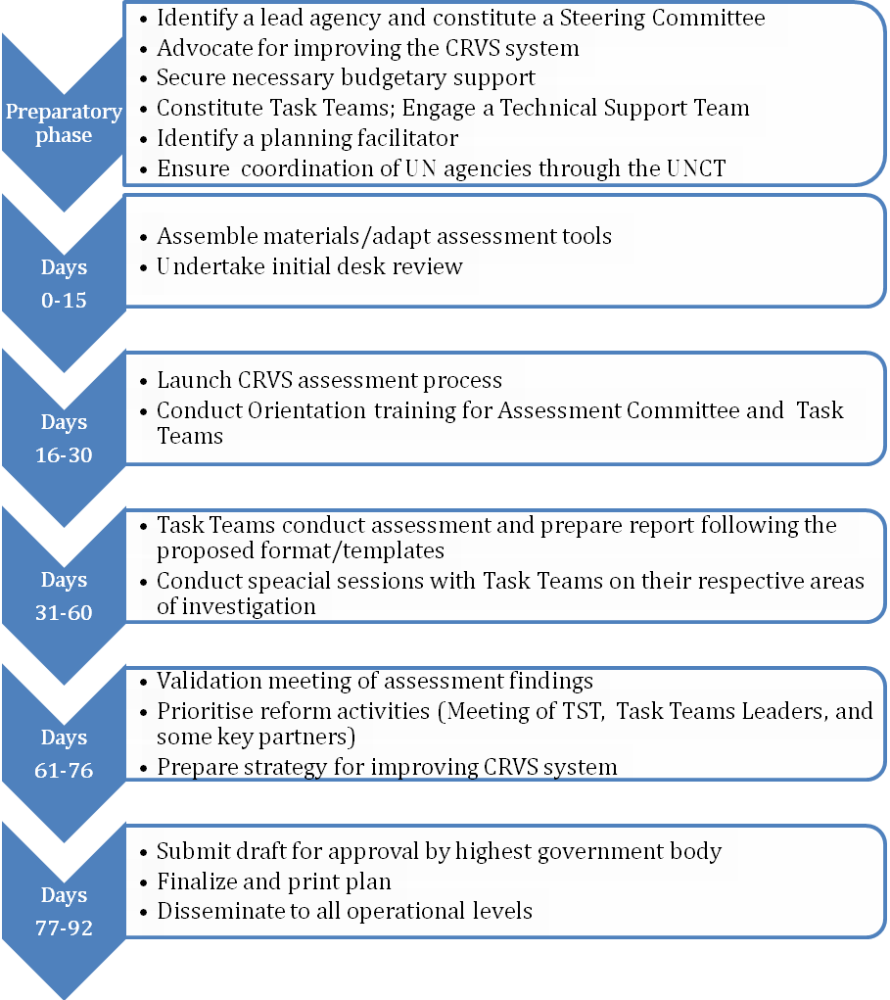 Preparatory
phase
• Identify a lead agency and constitute a Steering Committee
• Advocate for improving the CRVS system
• Secure necessary budgetary support
• Constitute Task Teams; Engage a Technical Support Team
• Identify a planning facilitator
• Ensure coordination of UN agencies through the UNCT
Days
0-15
• Assemble materials/adapt assessment tools
• Undertake initial desk review
Days
16-30
• Launch CRVS assessment process
• Conduct Orientation training for Assessment Committee and Task
Teams
Days
31-60
• Task Teams conduct assessment and prepare report following the
proposed format/templates
• Conduct speacial sessions with Task Teams on their respective areas
of investigation
Days
61-76
• Validation meeting of assessment findings
• Prioritise reform activities (Meeting of TST, Task Teams Leaders, and
some key partners)
• Prepare strategy for improving CRVS system
Days
77-92
• Submit draft for approval by highest government body
• Finalize and print plan
• Disseminate to all operational levels